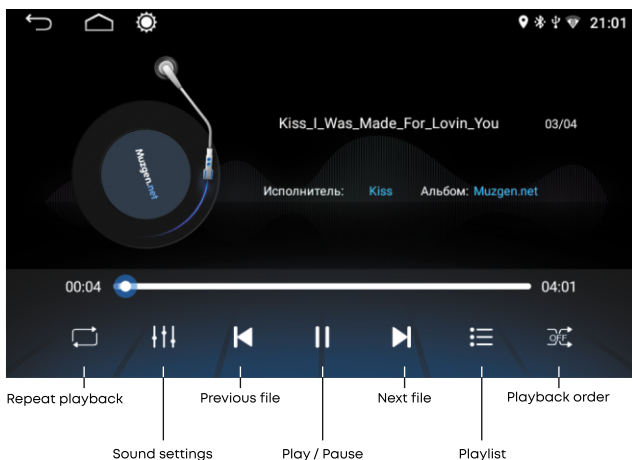 21:01
Kiss_I_Was_Made_For_Lovin_You 03/04
Muzgen.net
Исполнитель: Kiss Альбом: Muzgen.net
00:04 04:01
OFF
Repeat playback Previous file Next file Playback order
Sound settings Play / Pause Playlist